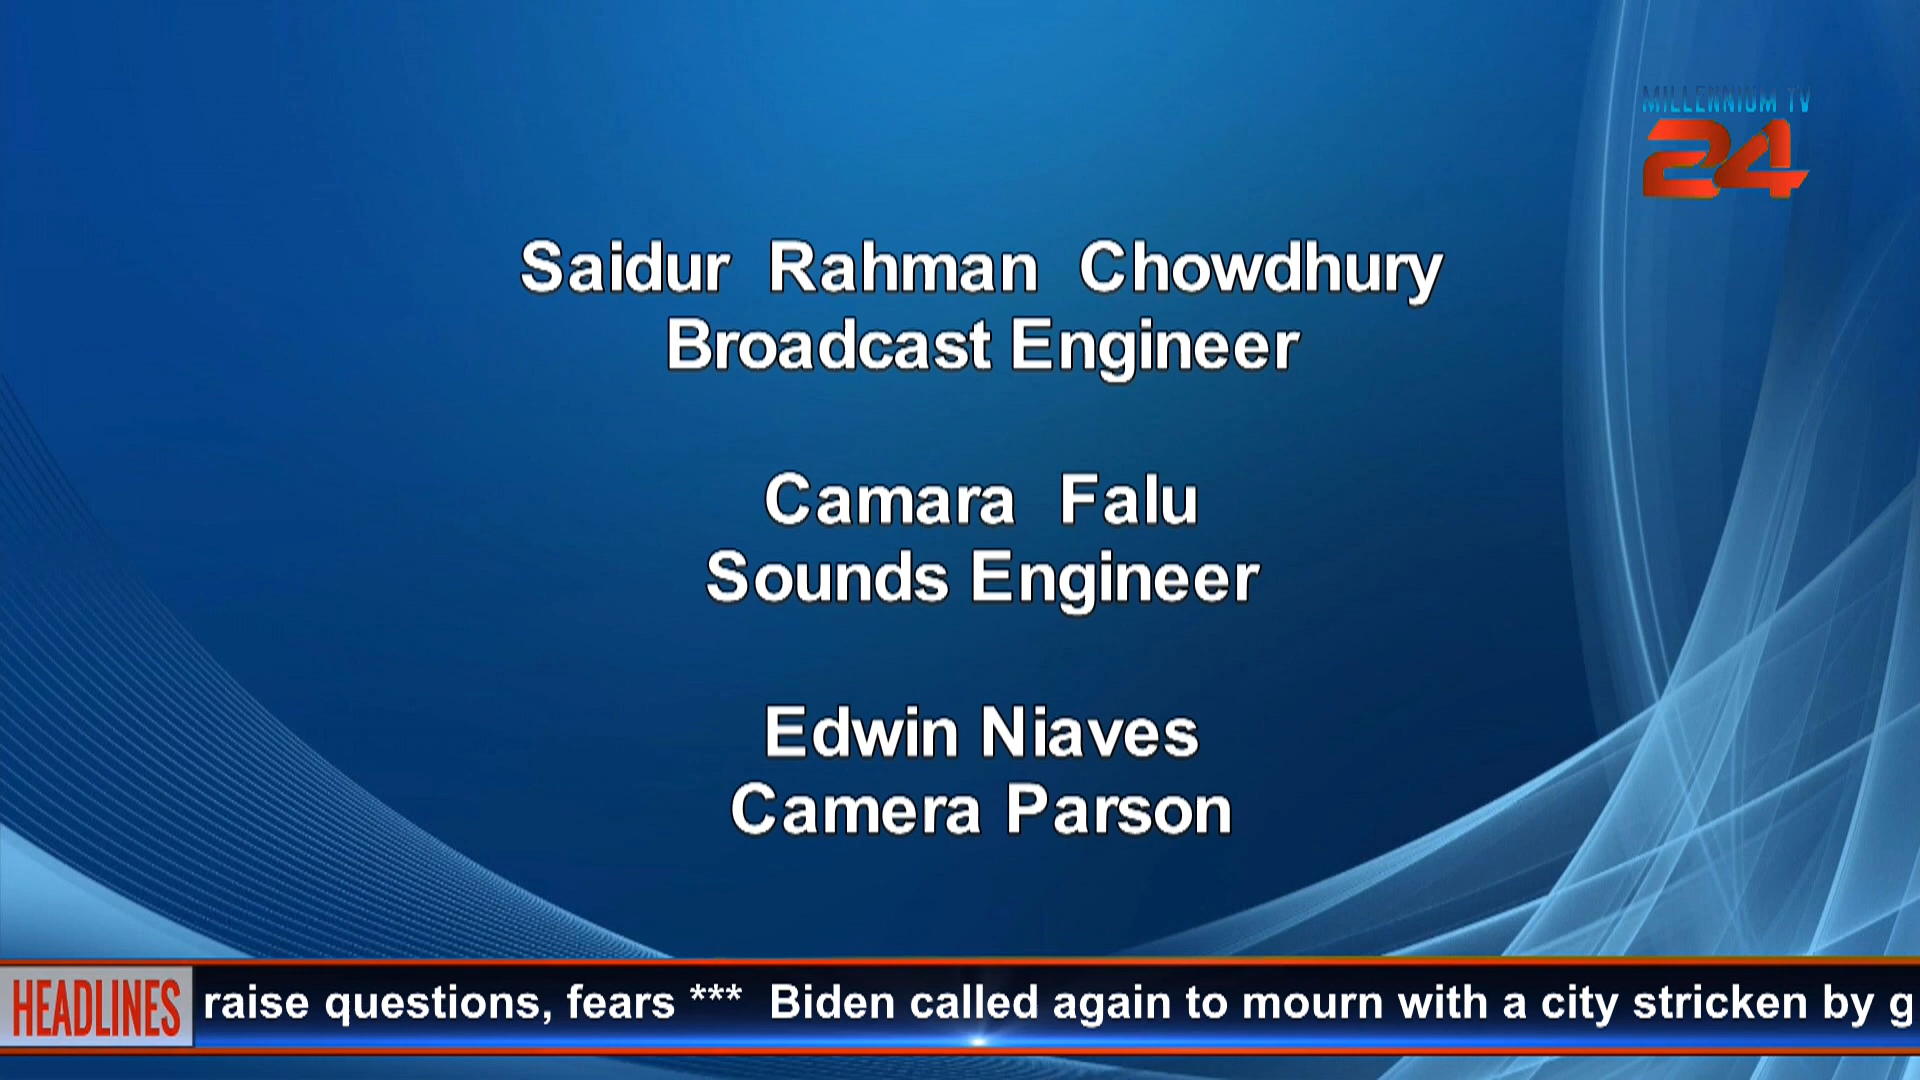 MILLENNIUM TV
24
Saidur Rahman Chowdhury
Broadcast Engineer
Camara Falu
Sounds Engineer
Edwin Niaves
Camera Parson
HEADLINES
raise questions, fears *** Biden called again to mourn with a city stricken by g